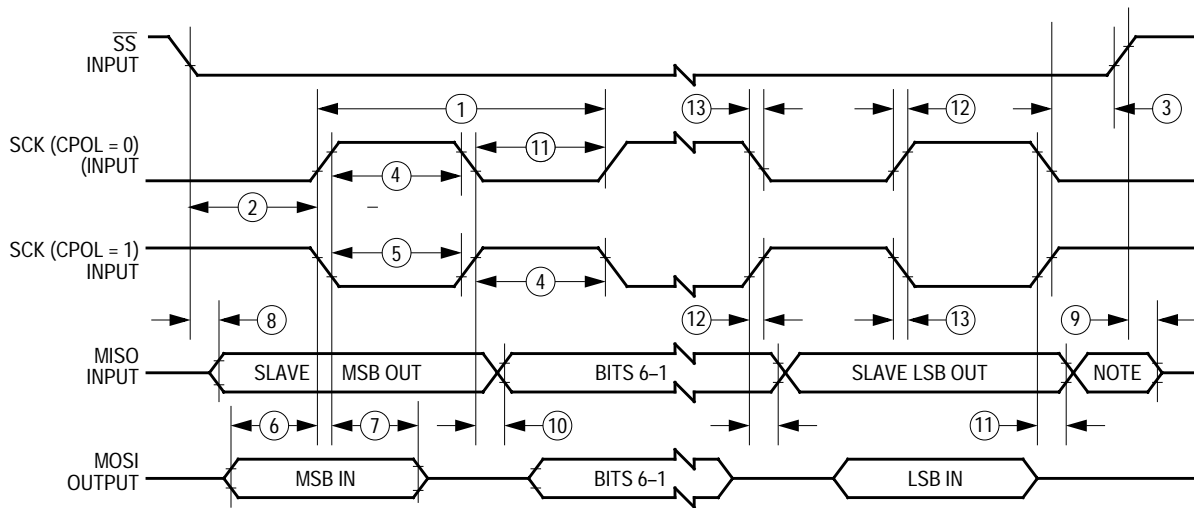 SS
INPUT
1
13
12
3
SCK (CPOL = 0)
(INPUT
11
4
2
SCK (CPOL = 1)
INPUT
5
4
8
12
13
9
MISO
INPUT
SLAVE MSB OUT
BITS 6–1
SLAVE LSB OUT
NOTE
6
7
10
11
MOSI
OUTPUT
MSB IN
BITS 6–1
LSB IN